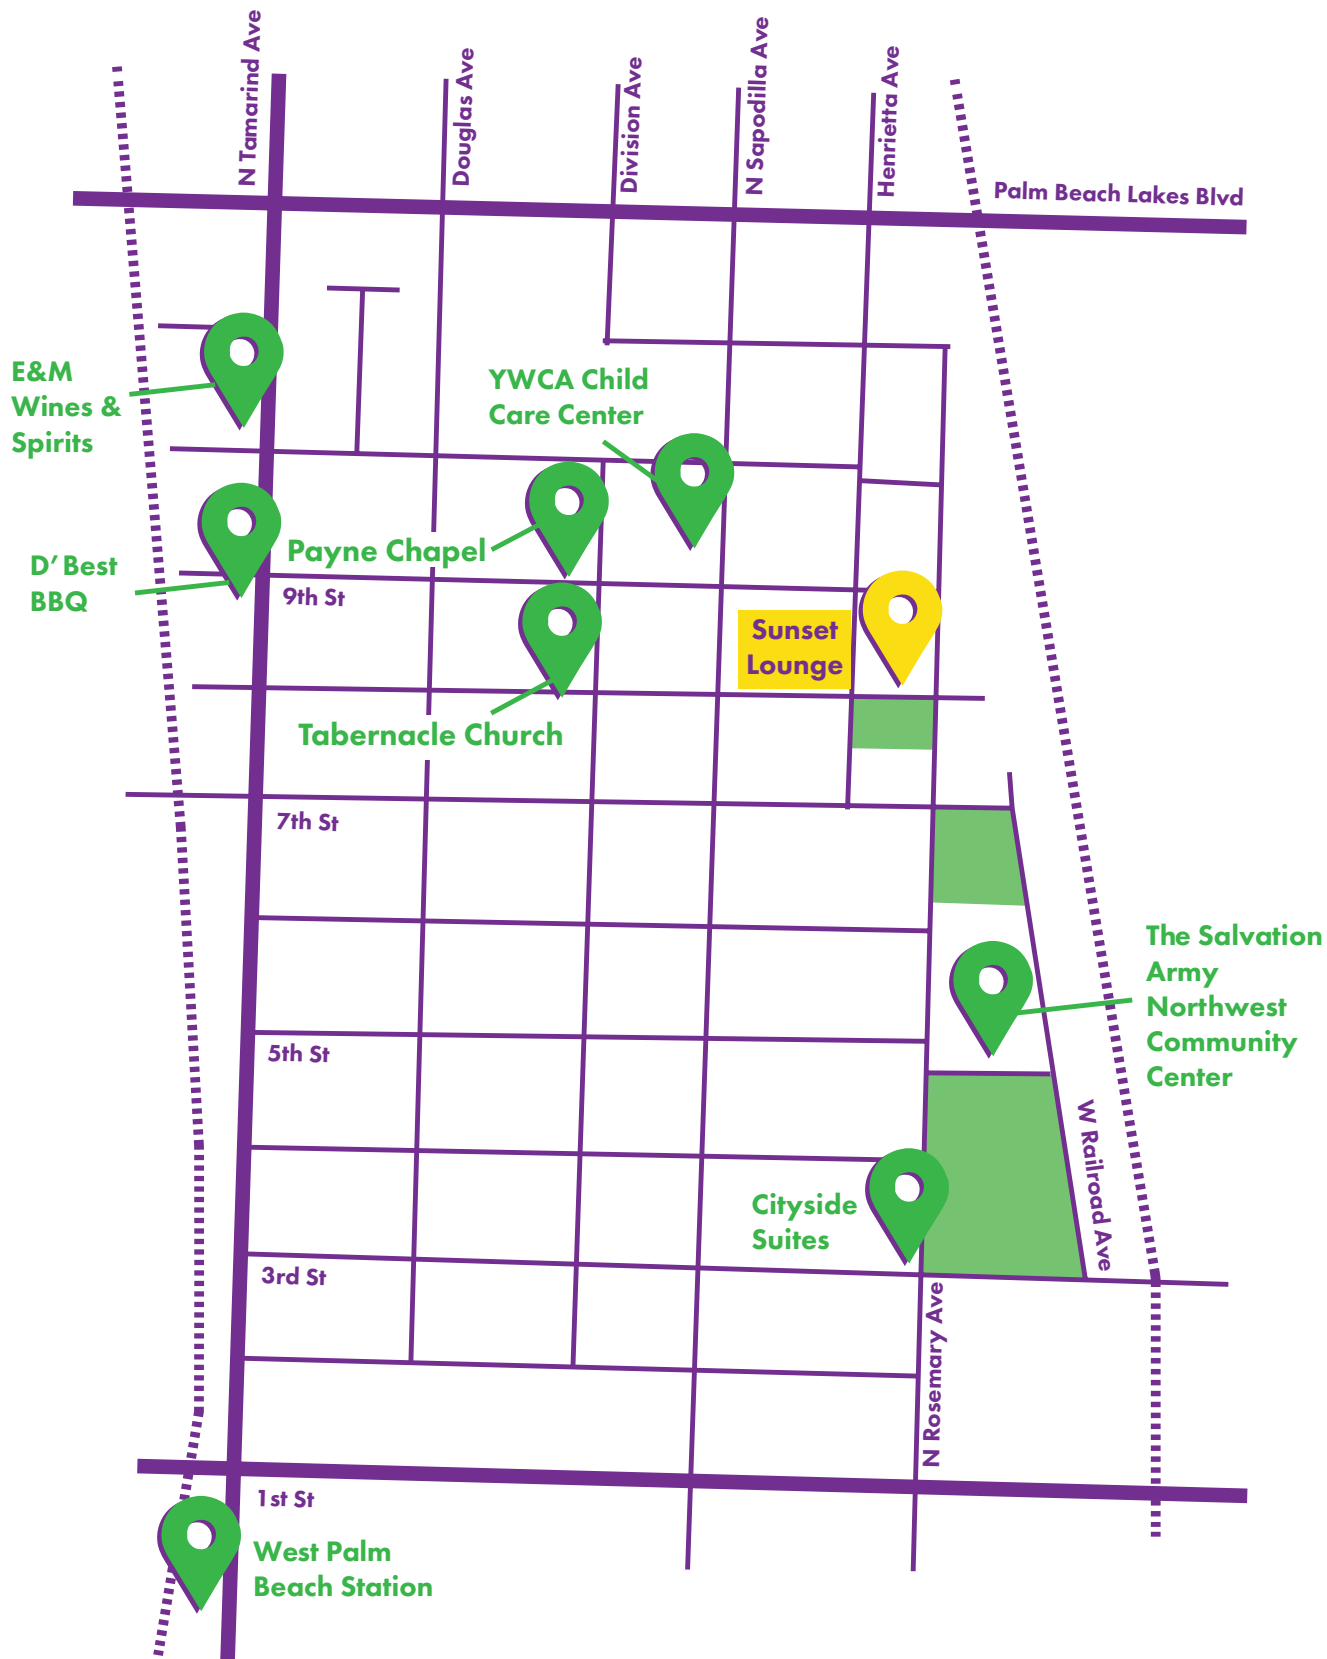 N Tamarind Ave
Douglas Ave
Division Ave
N Sapodilla Ave
Henrietta Ave
Palm Beach Lakes Blvd
E&M
Wines &
Spirits
YWCA Child
Care Center
Payne Chapel
D’ Best
BBQ
9th St
Sunset
Lounge
Tabernacle Church
7th St
The Salvation
Army
Northwest
Community
Center
5th St
W Railroad Ave
Cityside
Suites
3rd St
N Rosemary Ave
1st St
West Palm
Beach Station